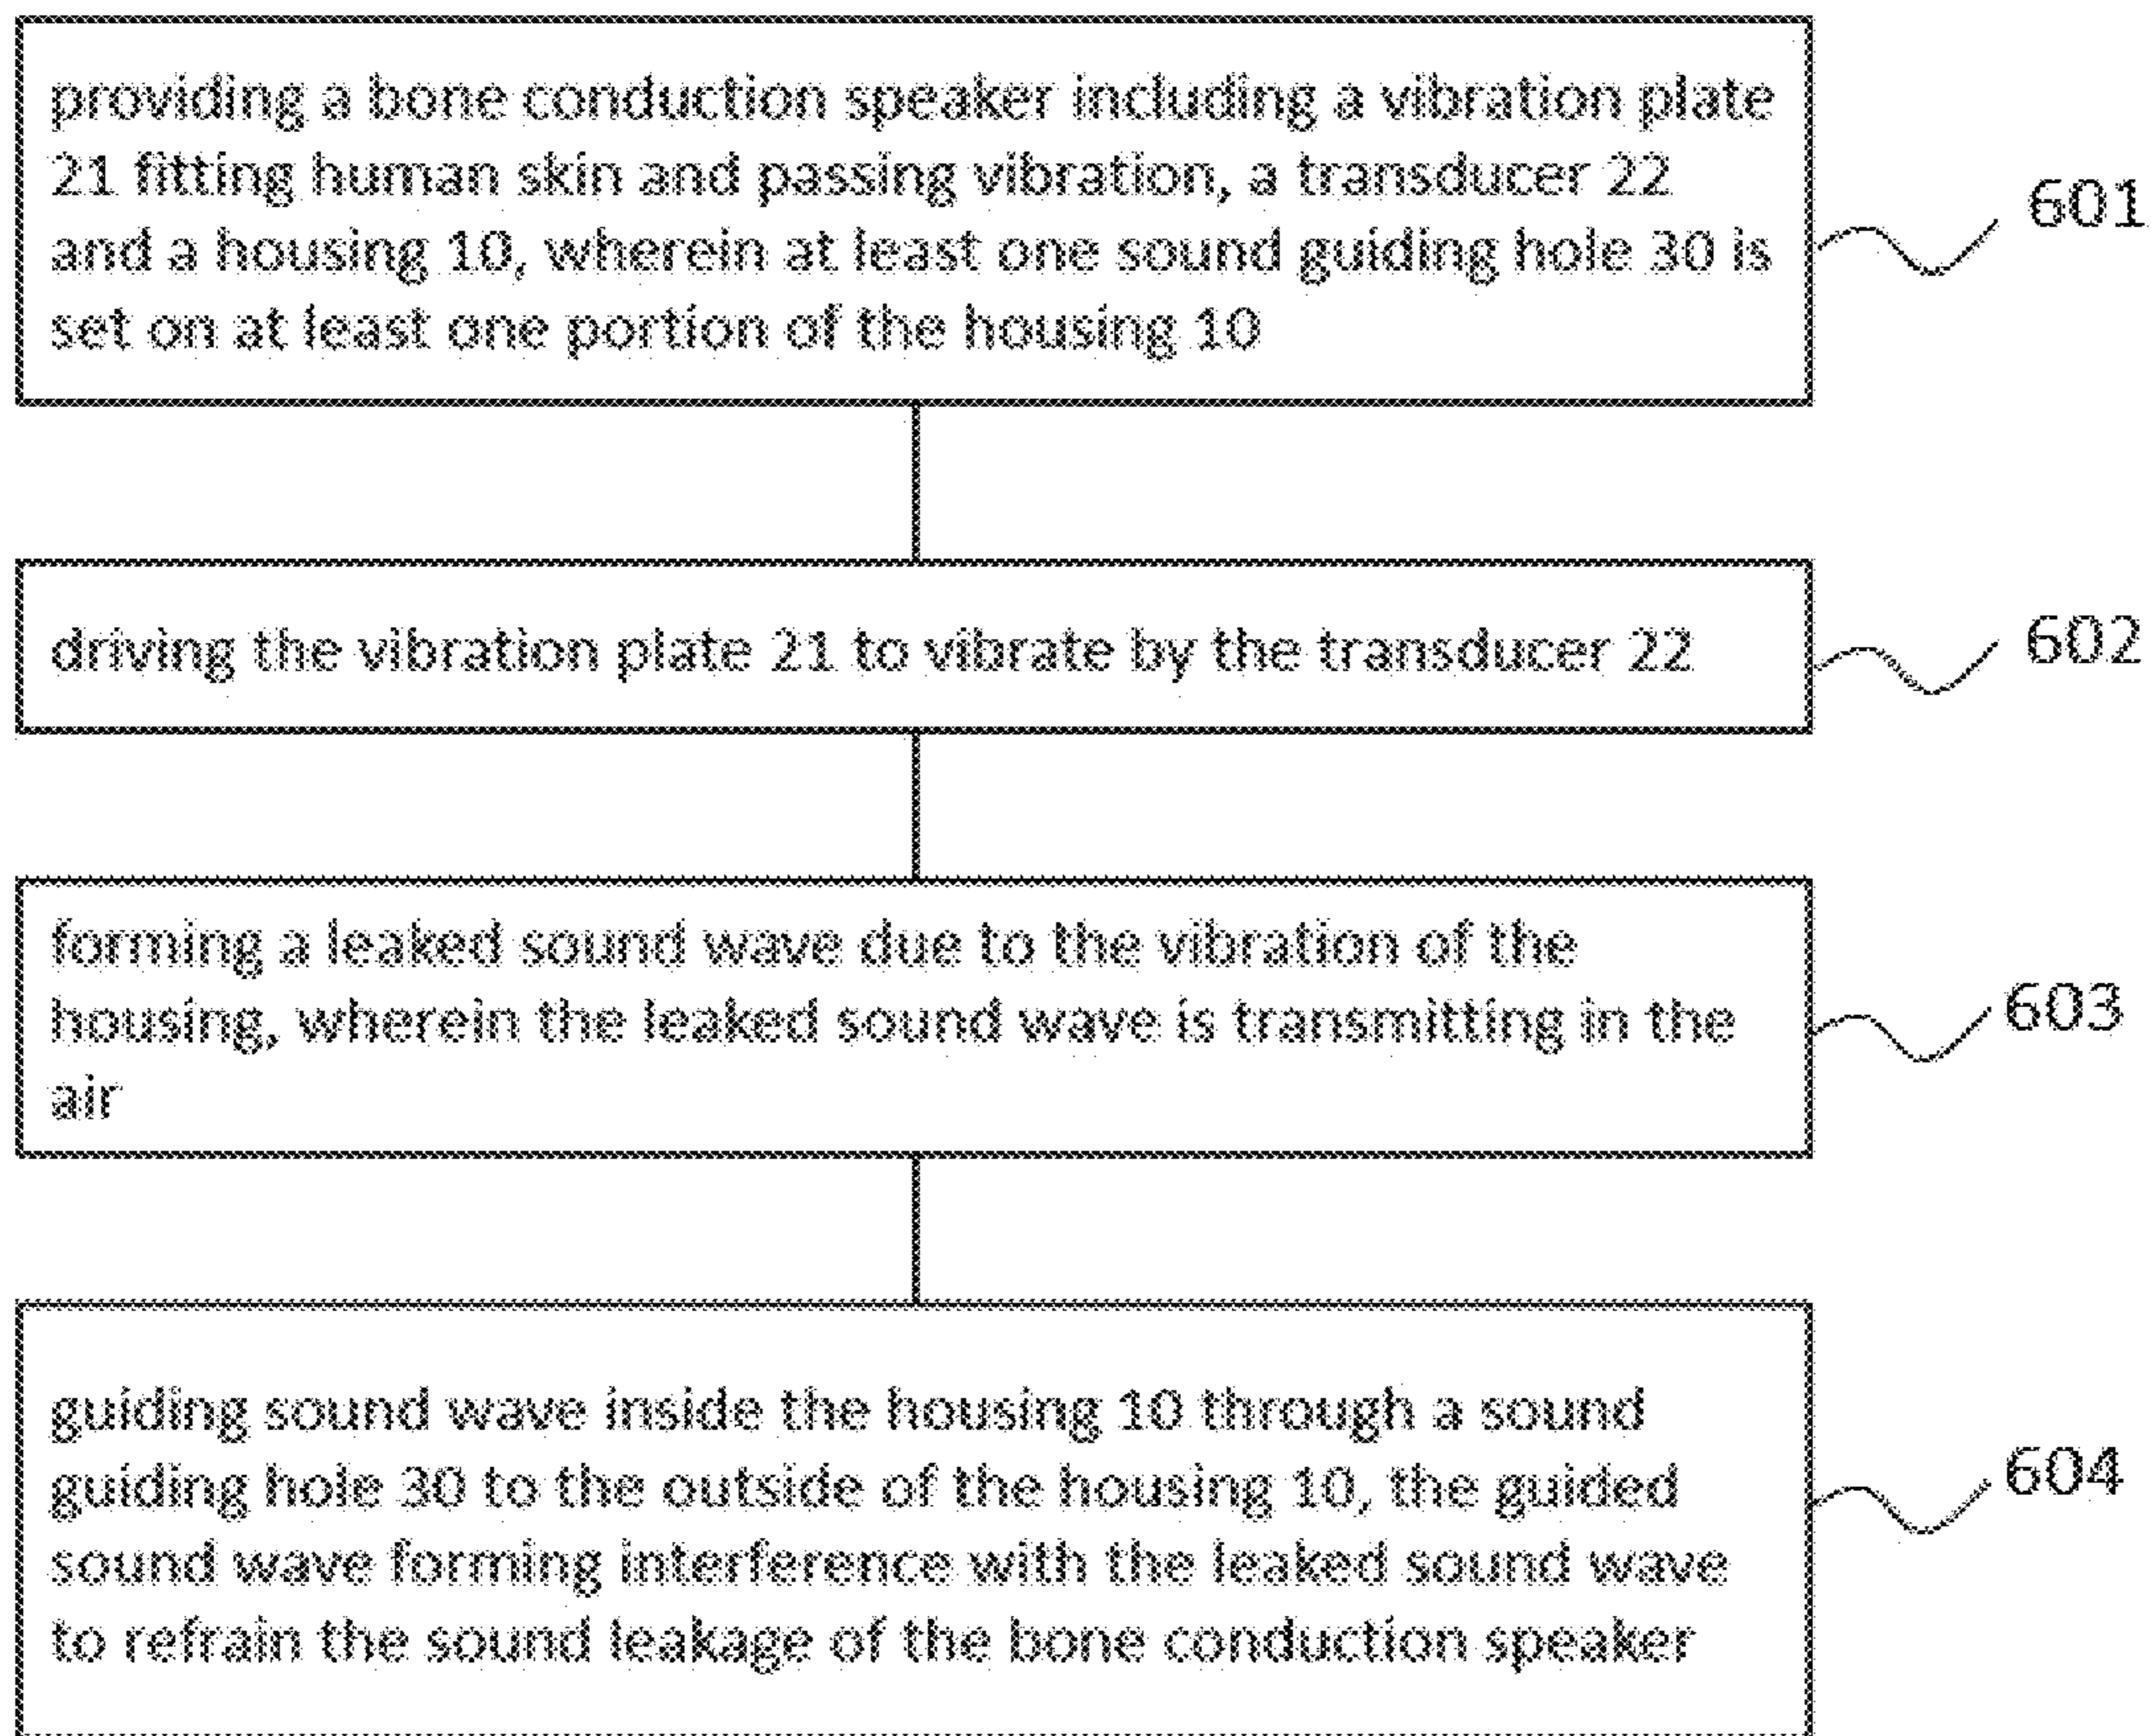 providing a bone conduction speaker including a vibration plate
21 fitting human skin and passing vibration, a transducer 22
and a housing 10, wherein at least one sound guiding hole 30 is
set on at least one portion of the housing 10
601
driving the vibration plate 21 to vibrate by the transducer 22
602
forming a leaked sound wave due to the vibration of the
housing, wherein the leaked sound wave is transmitting in the
air
603
guiding sound wave inside the housing 10 through a sound
guiding hole 30 to the outside of the housing 10, the guided
sound wave forming interference with the leaked sound wave
to refrain the sound leakage of the bone conduction speaker
604